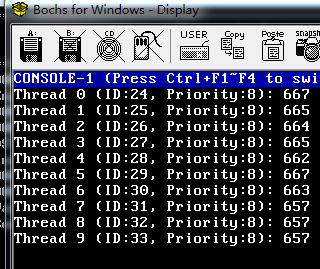 Bochs for Windows - Display
A: B: CD USER Copy Paste snapshot
CONSOLE-1 (Press Ctrl+F1~F4 to swi
Thread 0 (ID:24, Priority:8): 667
Thread 1 (ID:25, Priority:8): 665
Thread 2 (ID:26, Priority:8): 664
Thread 3 (ID:27, Priority:8): 665
Thread 4 (ID:28, Priority:8): 662
Thread 5 (ID:29, Priority:8): 667
Thread 6 (ID:30, Priority:8): 663
Thread 7 (ID:31, Priority:8): 657
Thread 8 (ID:32, Priority:8): 657
Thread 9 (ID:33, Priority:8): 657